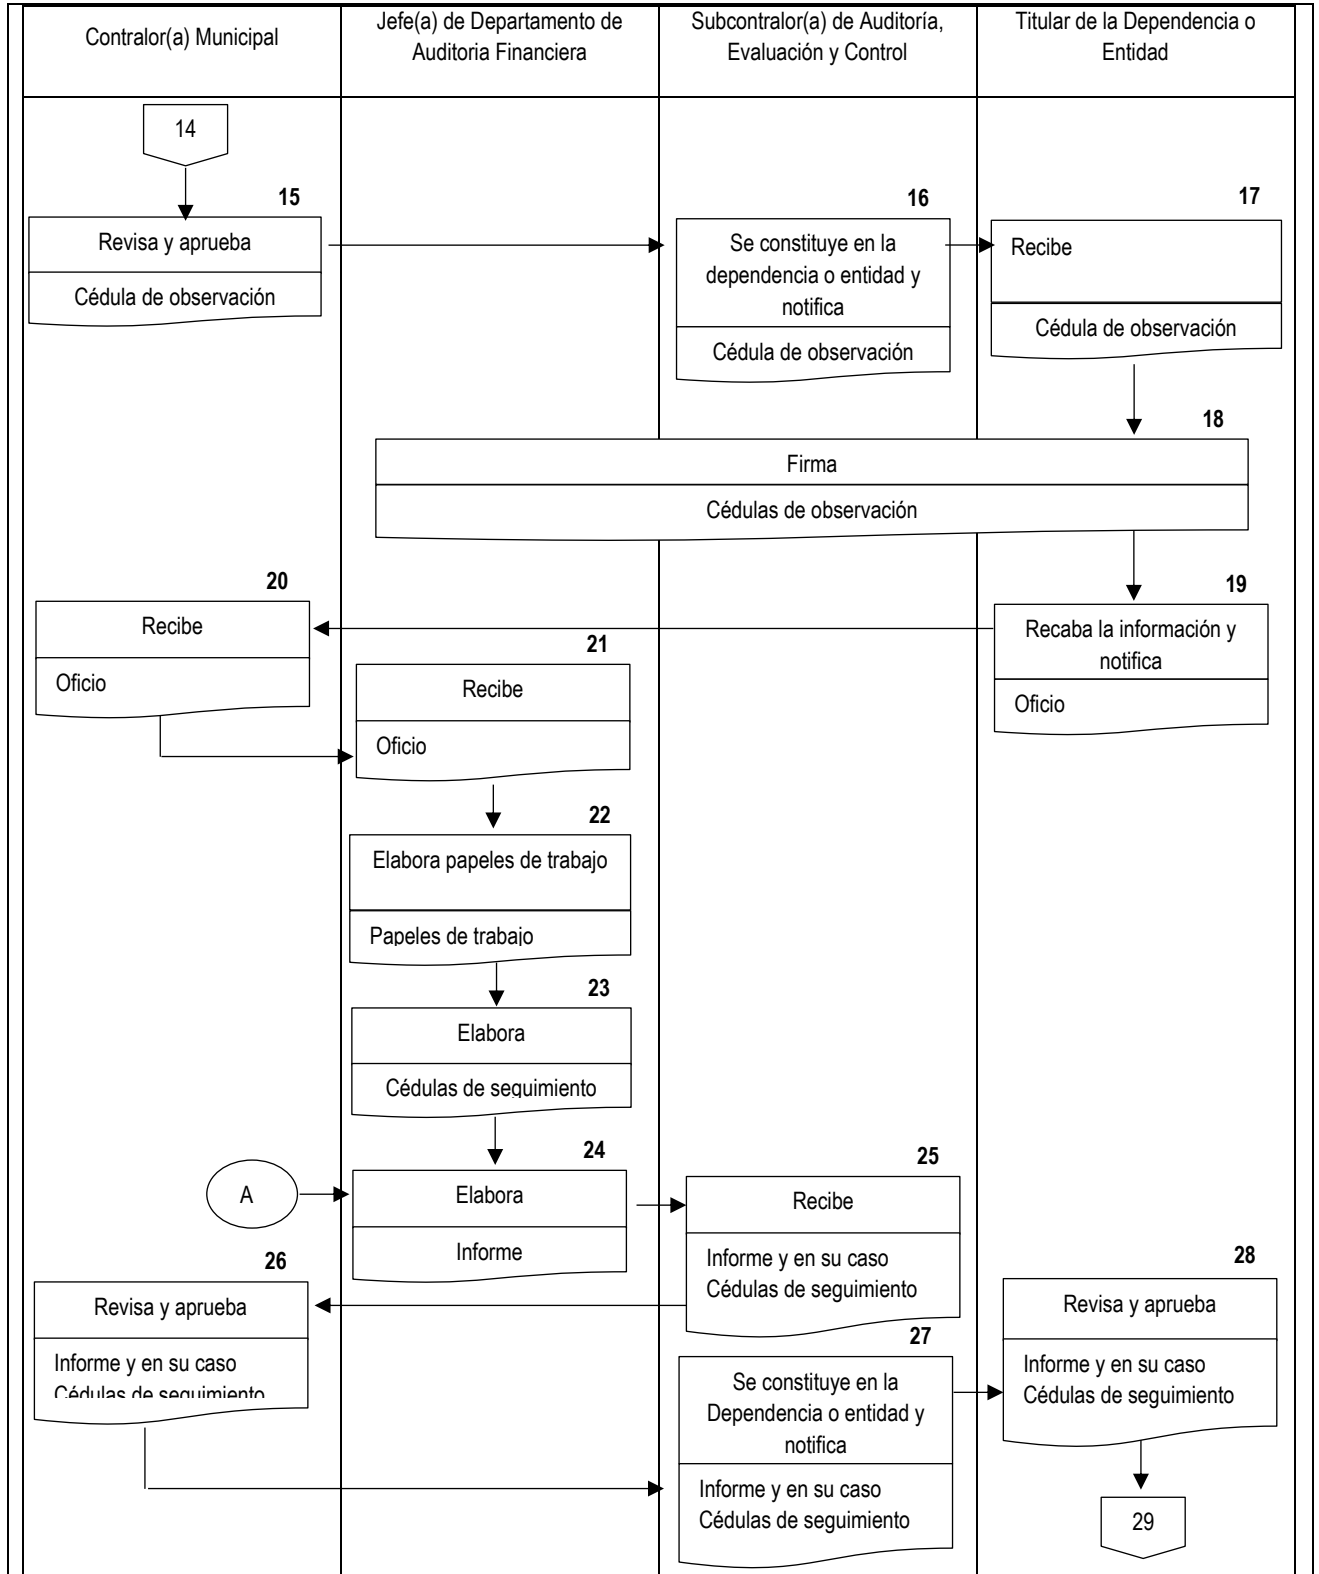 Contralor(a) Municipal
Jefe(a) de Departamento de
Auditoria Financiera
Subcontralor(a) de Auditoría,
Evaluación y Control
Titular de la Dependencia o
Entidad
14
15
Revisa y aprueba
Cédula de observación
16
Se constituye en la
dependencia o entidad y
notifica
Cédula de observación
17
Recibe
Cédula de observación
18
Firma
Cédulas de observación
19
Recaba la información y
notifica
Oficio
20
Recibe
Oficio
21
Recibe
Oficio
22
Elabora papeles de trabajo
Papeles de trabajo
23
Elabora
Cédulas de seguimiento
A
24
Elabora
Informe
25
Recibe
Informe y en su caso
Cédulas de seguimiento
26
Revisa y aprueba
Informe y en su caso
Cédulas de seguimiento
27
Se constituye en la
Dependencia o entidad y
notifica
Informe y en su caso
Cédulas de seguimiento
28
Revisa y aprueba
Informe y en su caso
Cédulas de seguimiento
29